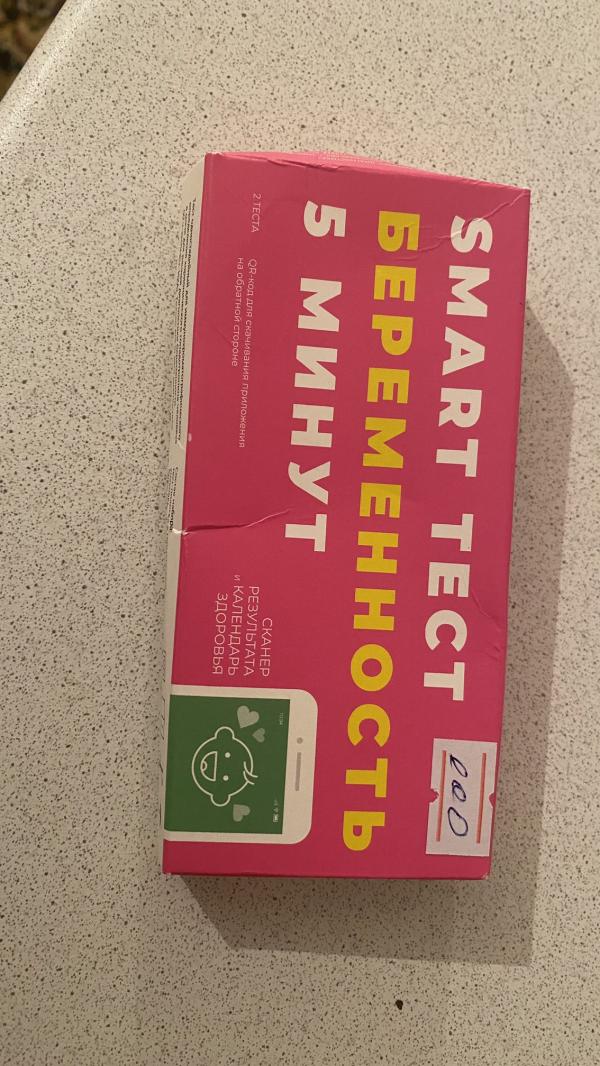 SMART ТЕСТ
БЕРЕМЕННОСТЬ
5 МИНУТ
2 ТЕСТА
QR-код для скачивания приложения
на обратной стороне
СКАНЕР
РЕЗУЛЬТАТА
и КАЛЕНДАРЬ
ЗДОРОВЬЯ